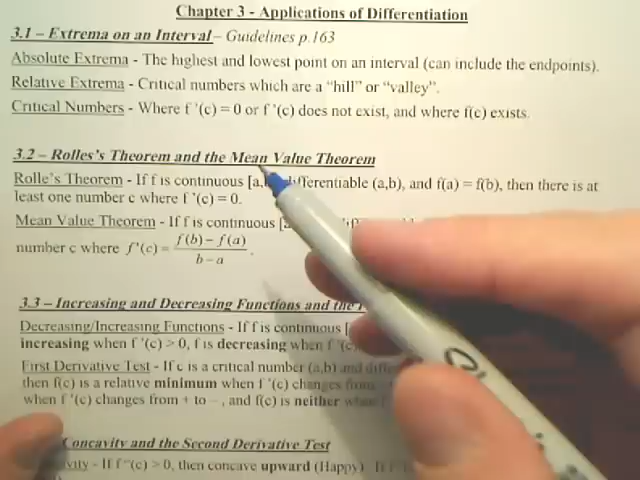 Chapter 3 - Applications of Differentiation
3.1 – Extrema on an Interval – Guidelines p.163
Absolute Extrema - The highest and lowest point on an interval (can include the endpoints).
Relative Extrema - Critical numbers which are a “hill” or “valley”.
Critical Numbers - Where f '(c) = 0 or f '(c) does not exist, and where f(c) exists.
3.2 – Rolles's Theorem and the Mean Value Theorem
Rolle's Theorem - If f is continuous [a, differentiable (a,b), and f(a) = f(b), then there is at
least one number c where f '(c) = 0.
Mean Value Theorem - If f is continuous [a
number c where f '(c) = f(b) – f(a) / b – a .
3.3 – Increasing and Decreasing Functions and the
Decreasing/Increasing Functions - If f is continuous [
increasing when f '(c) > 0, f is decreasing when f '(c
First Derivative Test - If c is a critical number (a,b) and
then f(c) is a relative minimum when f '(c) changes from
when f '(c) changes from + to – , and f(c) is neither
Concavity and the Second Derivative Test
If f ''(c) > 0, then concave upward (Happy). If